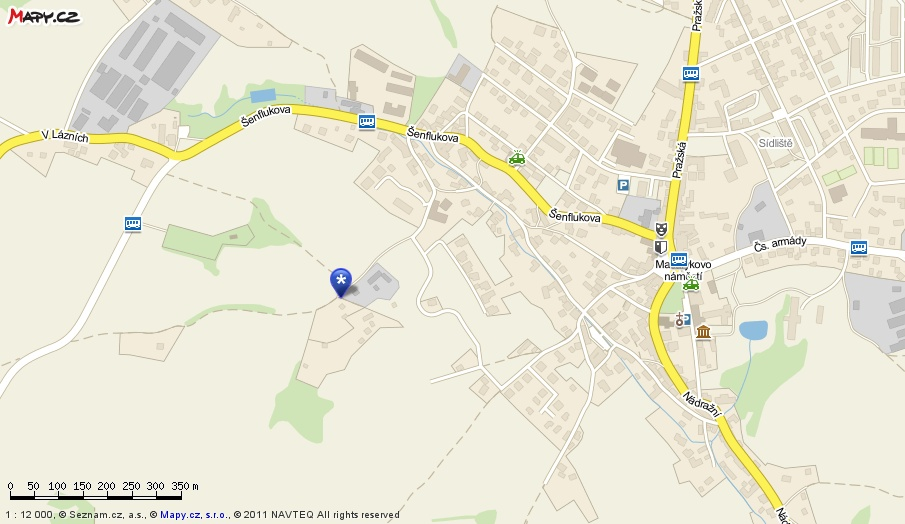 MAPY.CZ
Pražsk
V Lázních
Šenflukova
Šenflukova
Pražská
Sídliště
P
Šenflukova
Čs. armády
náměstí
P
Nádražní
0 50 100 150 200 250 300 350 m
1 : 12 000, © Seznam.cz, a.s., © Mapy.cz, s.r.o., © 2011 NAVTEQ All rights reserved